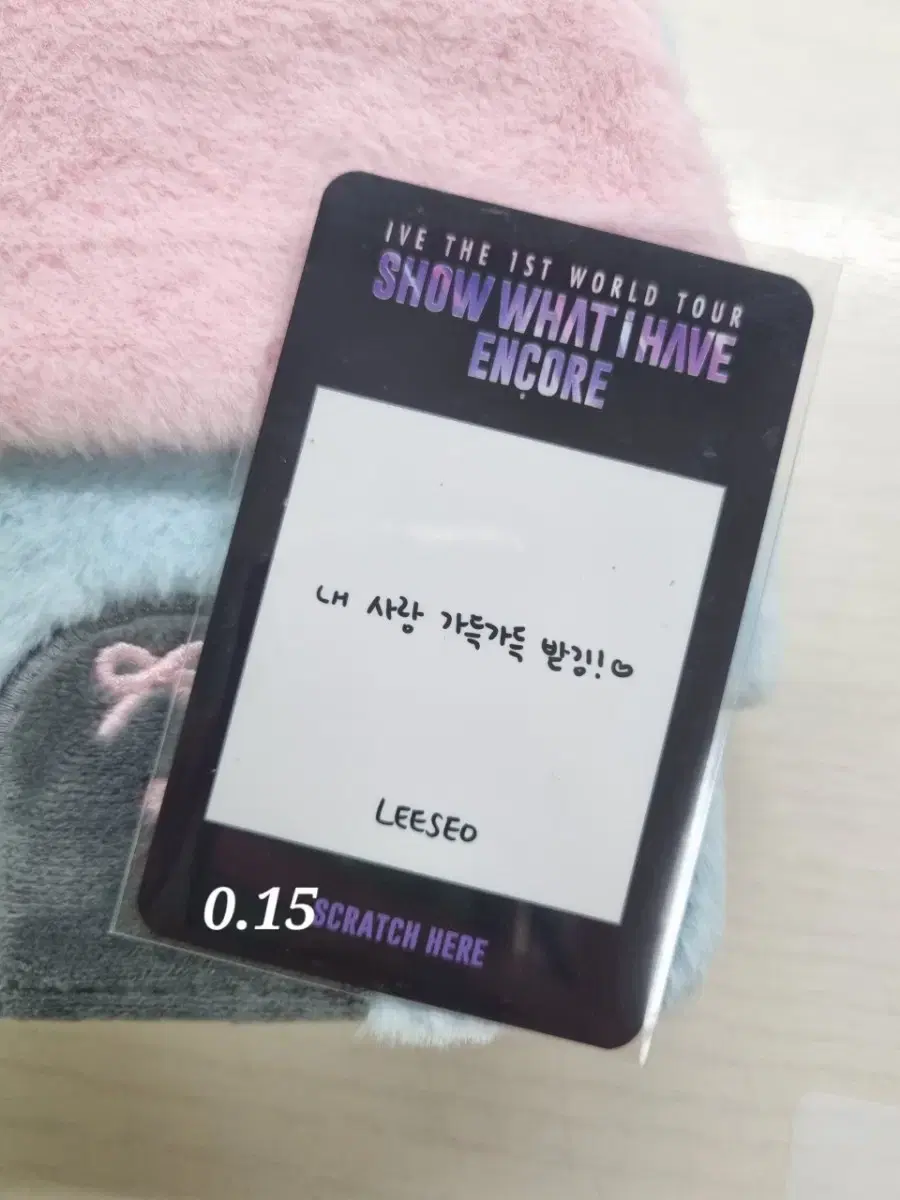 IVE THE 1ST WORLD TOUR
SHOW WHAT i HAVE
ENCORE
내 사랑 가득가득 받김!♡
LEESEO
0.15
SCRATCH HERE